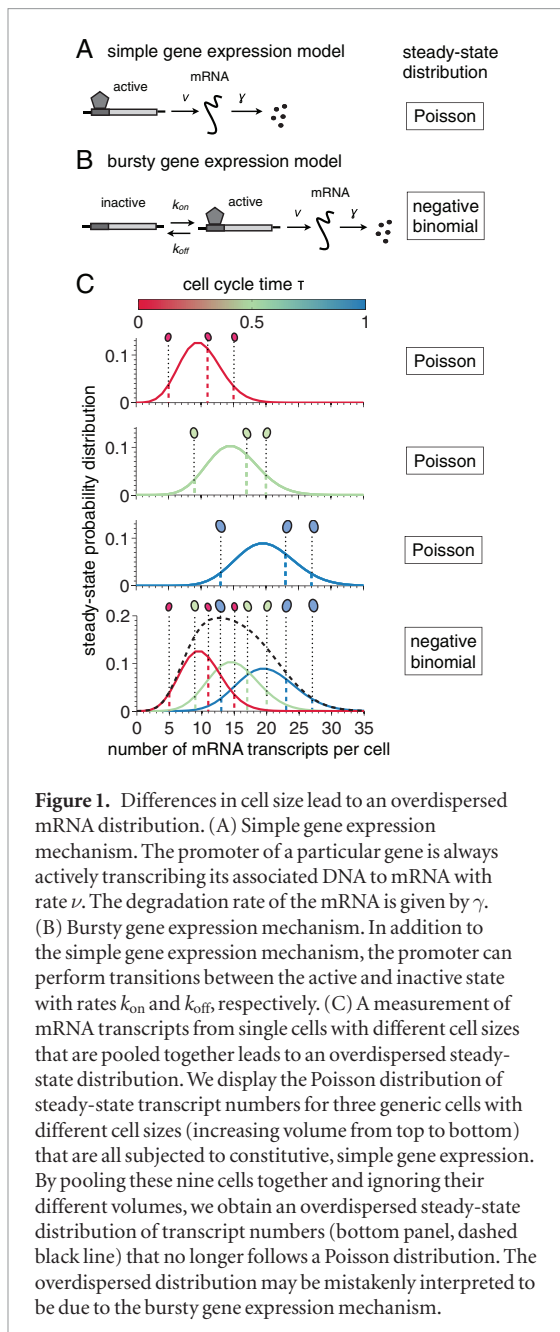 A simple gene expression model
steady-state
distribution
active
mRNA
ν
γ
Poisson
B bursty gene expression model
inactive
kon
koff
active
mRNA
ν
γ
negative
binomial
C
cell cycle time τ
0 0.5 1
steady-state probability distribution
0.1
0
Poisson
0.1
0
Poisson
0.1
0
Poisson
0.2
0.1
0
negative
binomial
0 5 10 15 20 25 30 35
number of mRNA transcripts per cell
Figure 1. Differences in cell size lead to an overdispersed
mRNA distribution. (A) Simple gene expression
mechanism. The promoter of a particular gene is always
actively transcribing its associated DNA to mRNA with
rate ν. The degradation rate of the mRNA is given by γ.
(B) Bursty gene expression mechanism. In addition to
the simple gene expression mechanism, the promoter can
perform transitions between the active and inactive state
with rates kon and koff, respectively. (C) A measurement of
mRNA transcripts from single cells with different cell sizes
that are pooled together leads to an overdispersed steady-
state distribution. We display the Poisson distribution of
steady-state transcript numbers for three generic cells with
different cell sizes (increasing volume from top to bottom)
that are all subjected to constitutive, simple gene expression.
By pooling these nine cells together and ignoring their
different volumes, we obtain an overdispersed steady-state
distribution of transcript numbers (bottom panel, dashed
black line) that no longer follows a Poisson distribution. The
overdispersed distribution may be mistakenly interpreted to
be due to the bursty gene expression mechanism.